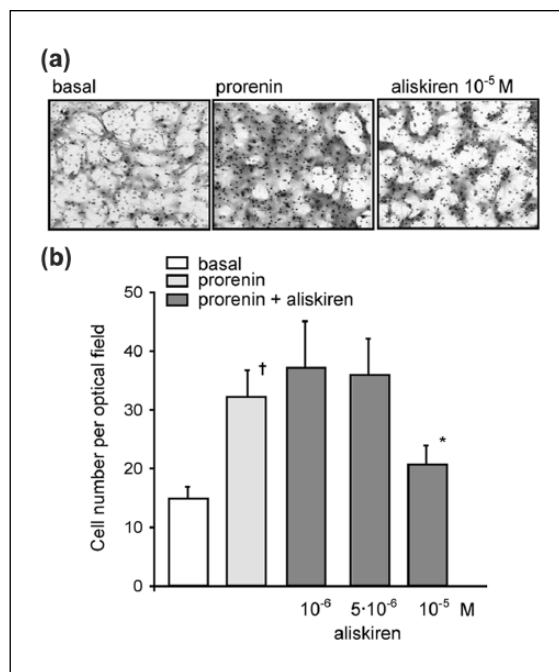 (a)
basal prorenin aliskiren 10⁻⁵ M
(b)
basal
prorenin
prorenin + aliskiren
50
40
30
20
10
0
Cell number per optical field
†
*
10⁻⁶ 5·10⁻⁶ 10⁻⁵ M
aliskiren